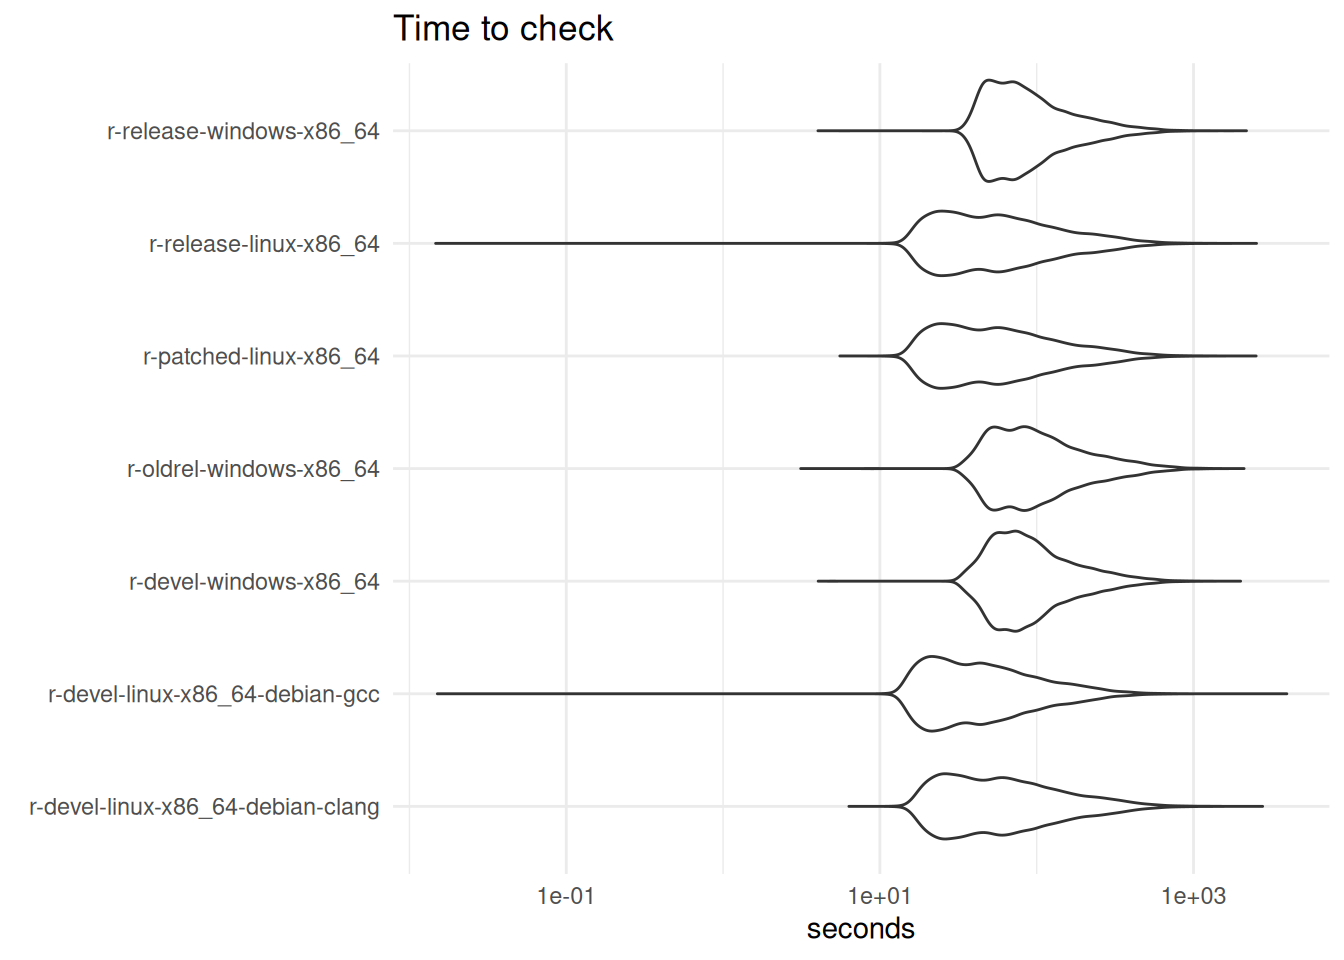 Time to check
r-release-windows-x86_64
r-release-linux-x86_64
r-patched-linux-x86_64
r-oldrel-windows-x86_64
r-devel-windows-x86_64
r-devel-linux-x86_64-debian-gcc
r-devel-linux-x86_64-debian-clang
1e-01 1e+01 1e+03
seconds